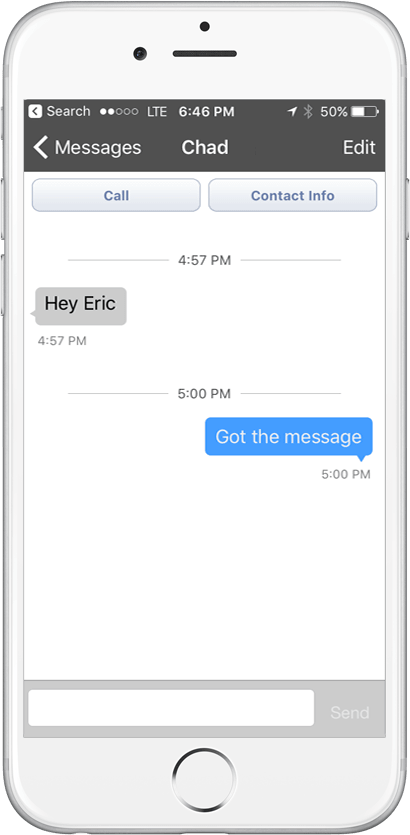 Search LTE 6:46 PM 50%
Messages Chad Edit
Call Contact Info
4:57 PM
Hey Eric
4:57 PM
5:00 PM
Got the message
5:00 PM
Send